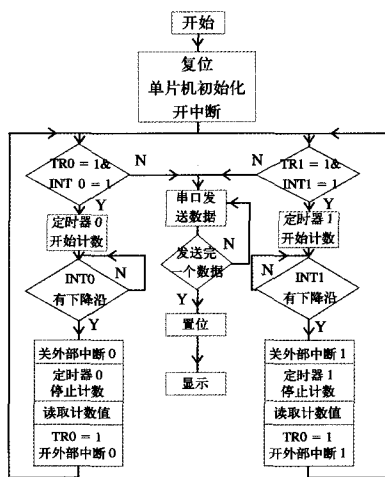 开始
复位
单片机初始化
开中断
TR0 = 1&
INT 0 = 1
N
Y
定时器 0
开始计数
INT0
有下降沿
N
Y
关外部中断 0
定时器 0
停止计数
读取计数值
TR0 = 1
开外部中断 0
串口发
送数据
发送完
一个数据
N
Y
置位
显示
TR1 = 1&
INT1 = 1
N
Y
定时器 1
开始计数
INT1
有下降沿
N
Y
关外部中断 1
定时器 1
停止计数
读取计数值
TR0 = 1
开外部中断 1